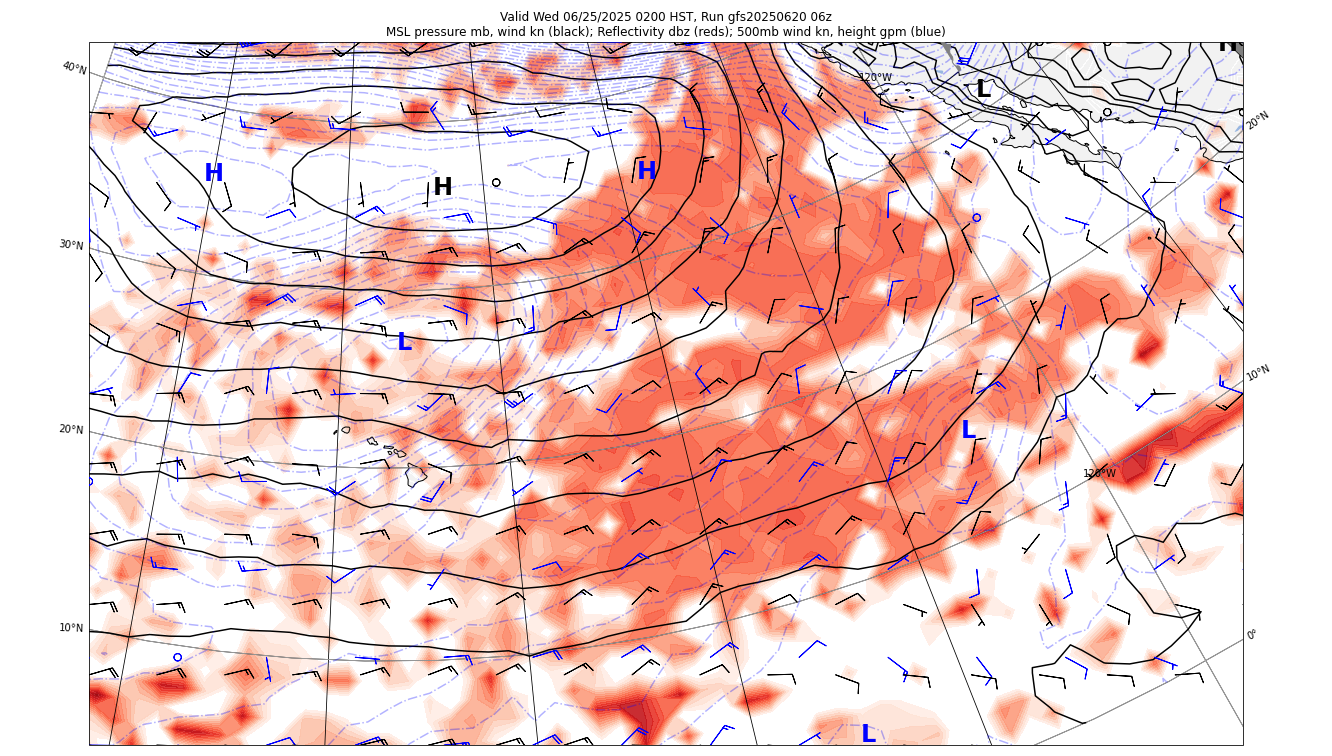 Valid Wed 06/25/2025 0200 HST, Run gfs20250620 06z
MSL pressure mb, wind kn (black); Reflectivity dbz (reds); 500mb wind kn, height gpm (blue)
H
40°N
120°W
L
20°N
H
H
H
30°N
L
10°N
20°N
L
120°W
10°N
0°
L